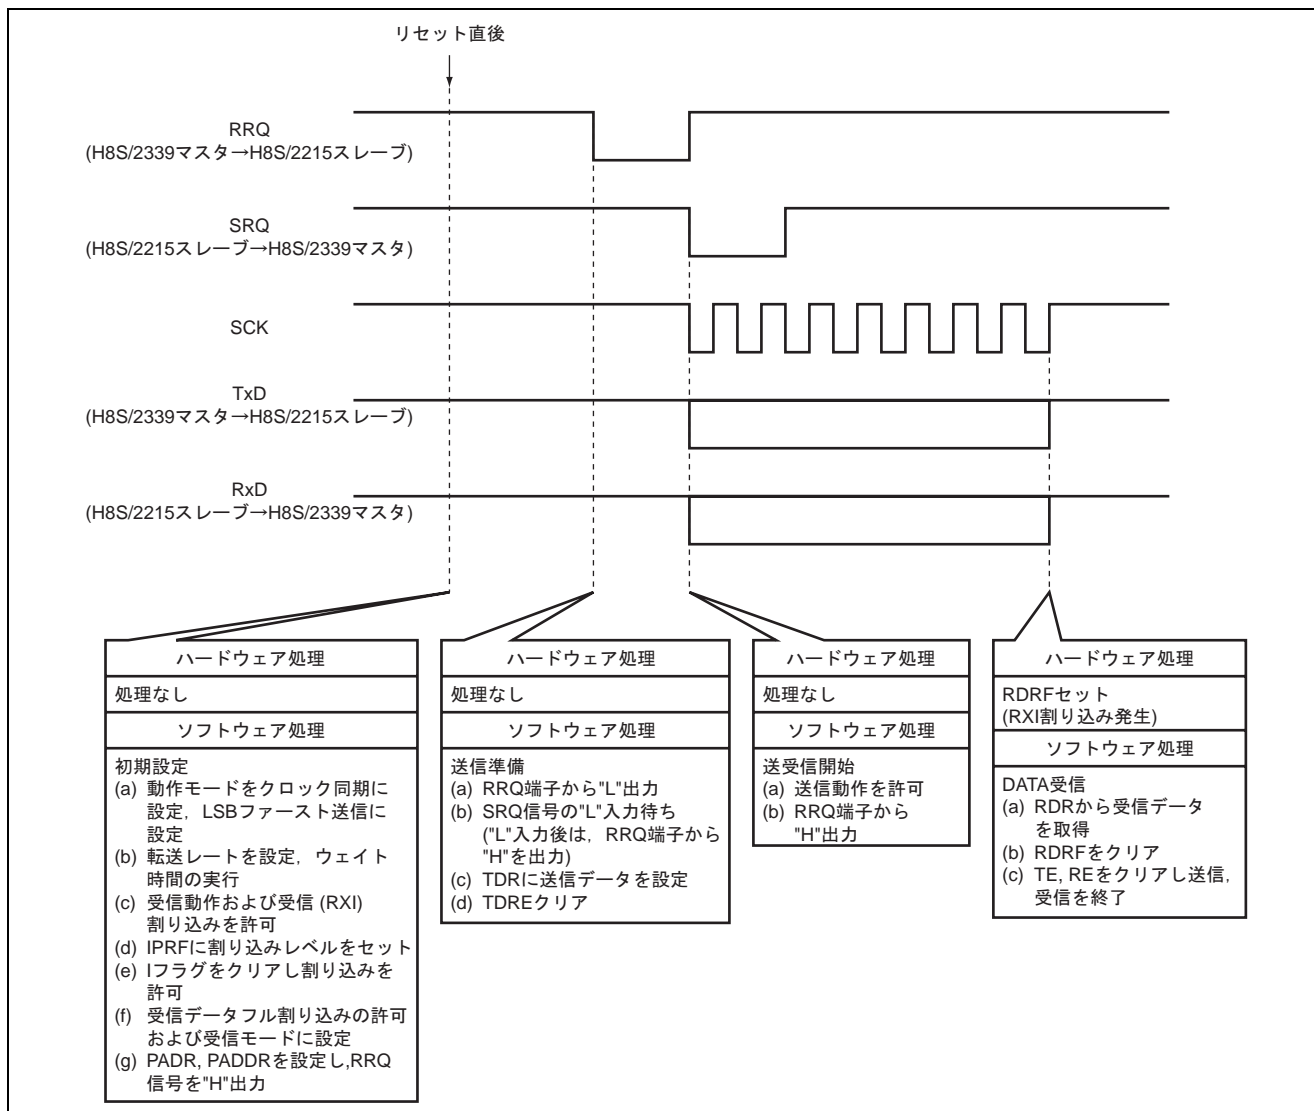 リセット直後
RRQ
(H8S/2339マスタ→H8S/2215スレーブ)
SRQ
(H8S/2215スレーブ→H8S/2339マスタ)
SCK
TxD
(H8S/2339マスタ→H8S/2215スレーブ)
RxD
(H8S/2215スレーブ→H8S/2339マスタ)
ハードウェア処理
処理なし
ソフトウェア処理
初期設定
(a) 動作モードをクロック同期に
設定，LSBファースト送信に
設定
(b) 転送レートを設定，ウェイト
時間の実行
(c) 受信動作および受信 (RXI)
割り込みを許可
(d) IPRFに割り込みレベルをセット
(e) Iフラグをクリアし割り込みを
許可
(f) 受信データフル割り込みの許可
および受信モードに設定
(g) PADR, PADDRを設定し,RRQ
信号を"H"出力
ハードウェア処理
処理なし
ソフトウェア処理
送信準備
(a) RRQ端子から"L"出力
(b) SRQ信号の"L"入力待ち
("L"入力後は，RRQ端子から
"H"を出力)
(c) TDRに送信データを設定
(d) TDREクリア
ハードウェア処理
処理なし
ソフトウェア処理
送受信開始
(a) 送信動作を許可
(b) RRQ端子から
"H"出力
ハードウェア処理
RDRFセット
(RXI割り込み発生)
ソフトウェア処理
DATA受信
(a) RDRから受信データ
を取得
(b) RDRFをクリア
(c) TE, REをクリアし送信,
受信を終了